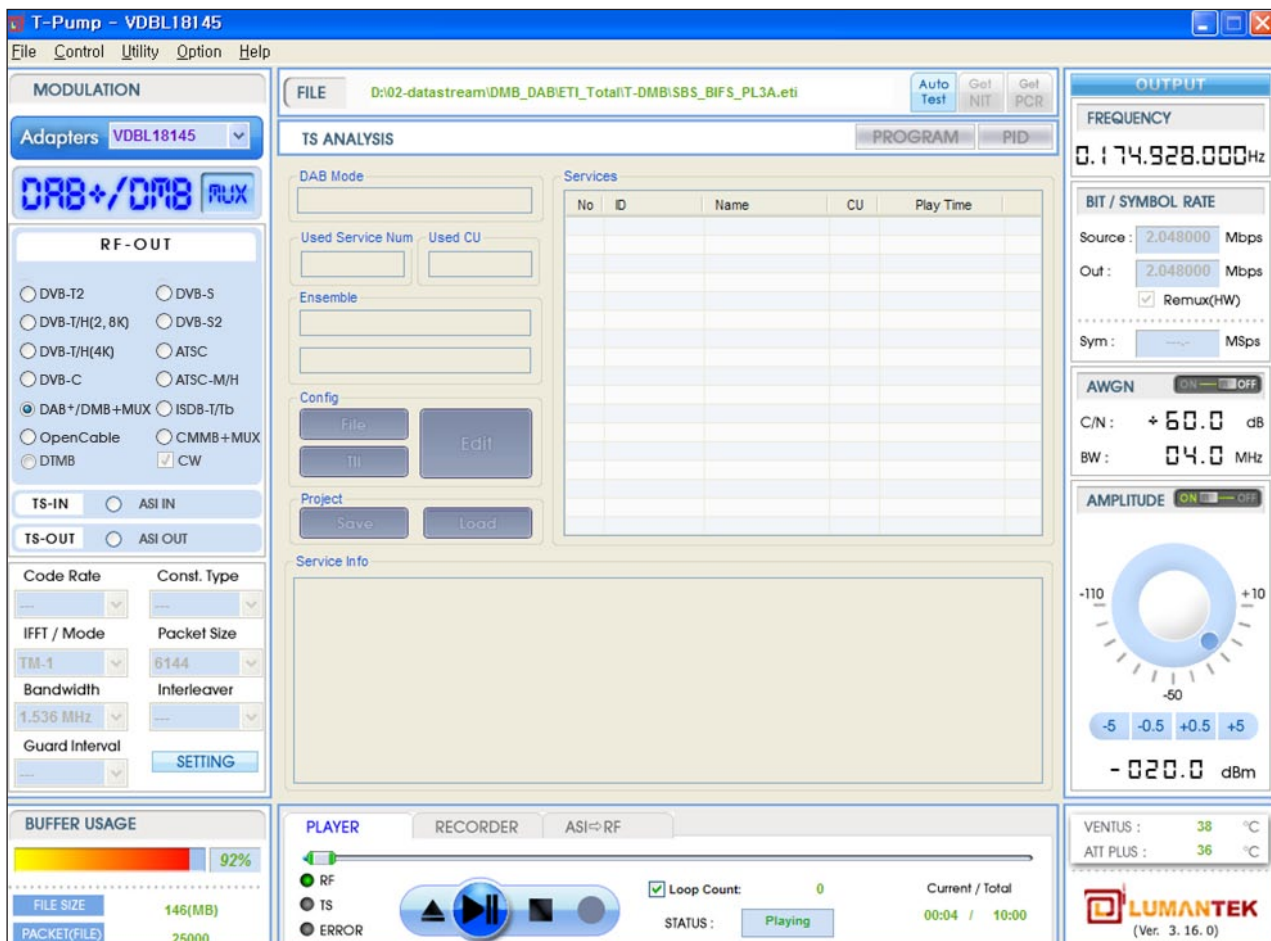 T-Pump - VDBL18145
File Control Utility Option Help
MODULATION
Adapters VDBL18145
DAB+/DMB MUX
RF-OUT
DVB-T2 DVB-S
DVB-T/H(2,8K) DVB-S2
DVB-T/H(4K) ATSC
DVB-C ATSC-M/H
DAB+/DMB+MUX ISDB-T/Tb
OpenCable CMMB+MUX
DTMB CW
TS-IN ASI IN
TS-OUT ASI OUT
Code Rate Const. Type
--- ---
IFFT / Mode Packet Size
TM-1 6144
Bandwidth Interleaver
1.536 MHz ---
Guard Interval
--- SETTING
BUFFER USAGE
92%
FILE SIZE 146(MB)
PACKET(FILE) 25000
FILE D:\02-datastream\DMB_DAB\ETI_Total\T-DMB\SBS_BIFS_PL3A.eti
Auto Test Get NIT Get PCR
TS ANALYSIS PROGRAM PID
DAB Mode
Used Service Num Used CU
Ensemble
Config
File Edit
TII
Project
Save Load
Services
No ID Name CU Play Time
Service Info
PLAYER RECORDER ASI⇨RF
RF
TS
ERROR
Loop Count: 0
STATUS : Playing
Current / Total
00:04 / 10:00
OUTPUT
FREQUENCY
0.174.928.000Hz
BIT / SYMBOL RATE
Source : 2.048000 Mbps
Out : 2.048000 Mbps
Remux(HW)
Sym : ---.- MSps
AWGN ON OFF
C/N : +60.0 dB
BW : 04.0 MHz
AMPLITUDE ON OFF
-110 +10
-50
-5 -0.5 +0.5 +5
-020.0 dBm
VENTUS : 38 °C
ATT PLUS : 36 °C
LUMANTEK
(Ver. 3.16.0)